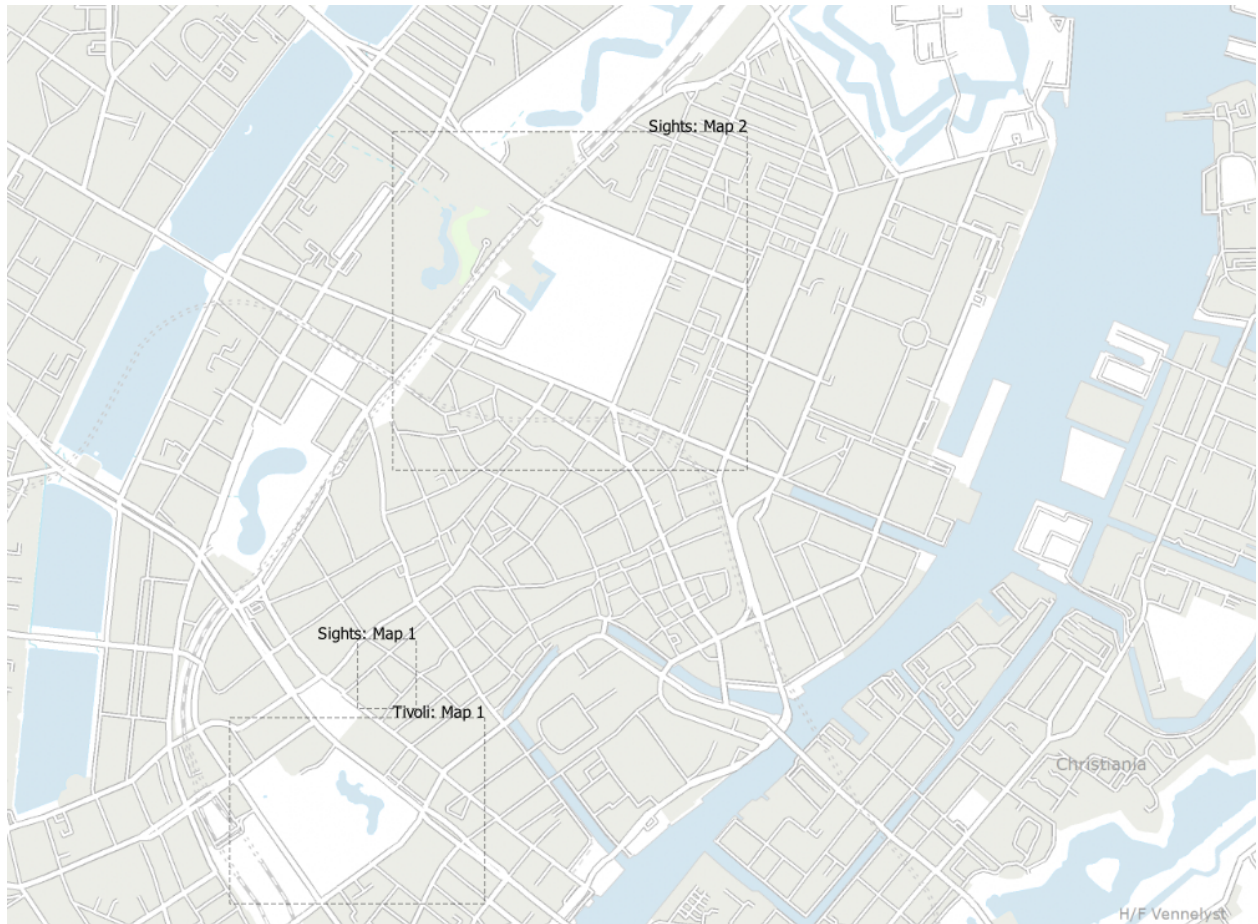 Sights: Map 2
Sights: Map 1
Tivoli: Map 1
Christiania
H/F Vennelyst